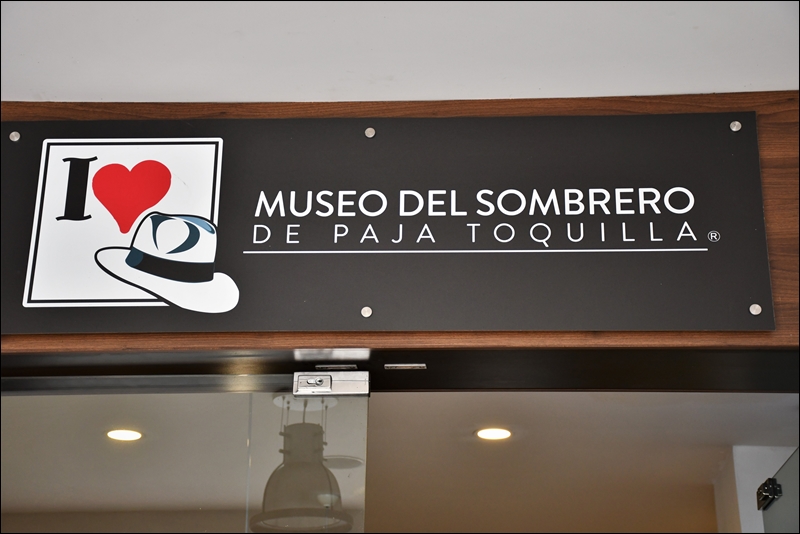 I
MUSEO DEL SOMBRERO
DE PAJA TOQUILLA®